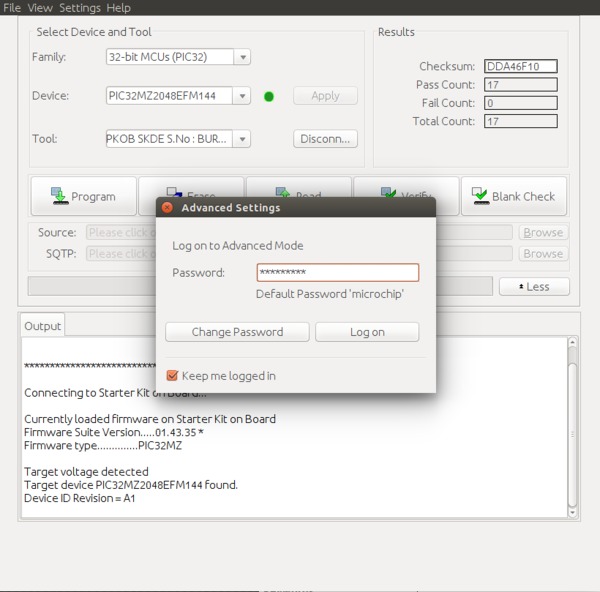 File View Settings Help
Select Device and Tool
Results
Family: 32-bit MCUs (PIC32)
Checksum: DDA46F10
Pass Count: 17
Device: PIC32MZ2048EFM144 Apply
Fail Count: 0
Total Count: 17
Tool: PKOB SKDE S.No : BUR... Disconn...
Program Erase Read Verify Blank Check
Advanced Settings
Source: Please click o Browse
SQTP: Please click o Browse
Log on to Advanced Mode
Password: *********
Default Password 'microchip'
Less
Change Password Log on
Keep me logged in
Output
Connecting to Starter Kit on Board...
Currently loaded firmware on Starter Kit on Board
Firmware Suite Version.....01.43.35 *
Firmware type..............PIC32MZ
Target voltage detected
Target device PIC32MZ2048EFM144 found.
Device ID Revision = A1